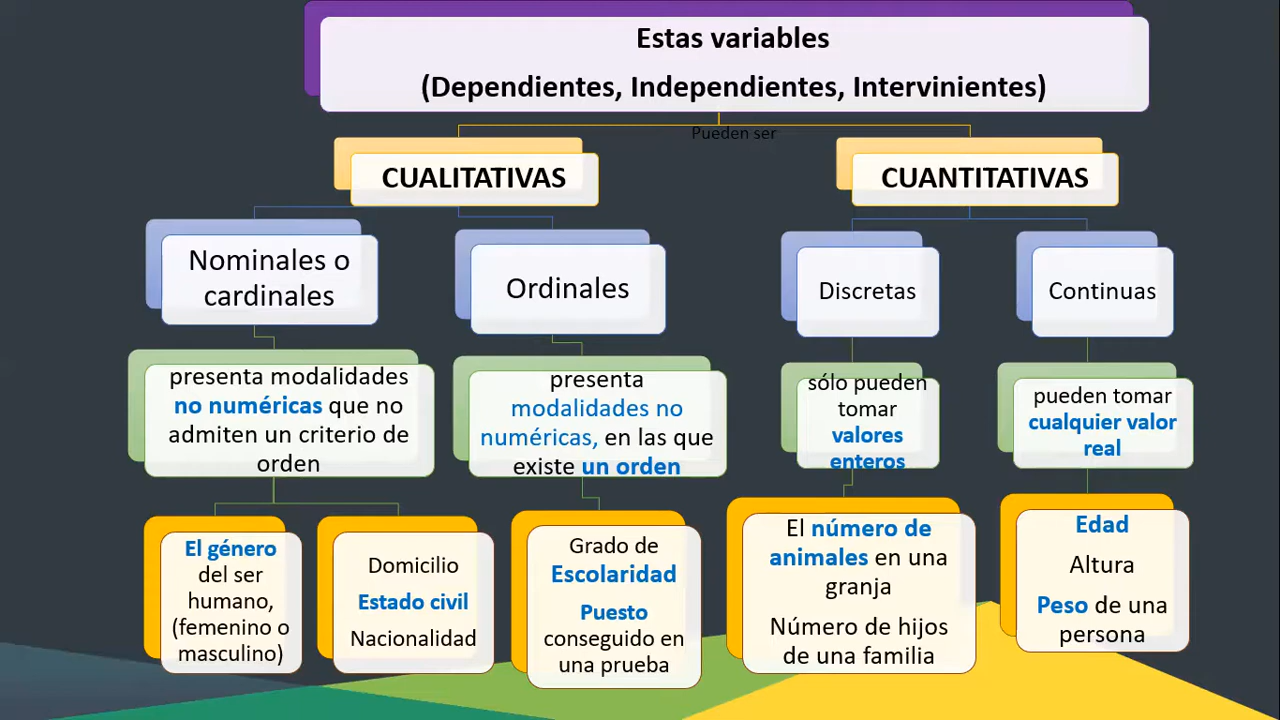 Estas variables
(Dependientes, Independientes, Intervinientes)
Pueden ser
CUALITATIVAS
CUANTITATIVAS
Nominales o
cardinales
Ordinales
Discretas
Continuas
presenta modalidades
no numéricas que no
admiten un criterio de
orden
presenta
modalidades no
numéricas, en las que
existe un orden
sólo pueden
tomar
valores
enteros
pueden tomar
cualquier valor
real
El género
del ser
humano,
(femenino o
masculino)
Domicilio
Estado civil
Nacionalidad
Grado de
Escolaridad
Puesto
conseguido en
una prueba
El número de
animales en una
granja
Número de hijos
de una familia
Edad
Altura
Peso de una
persona